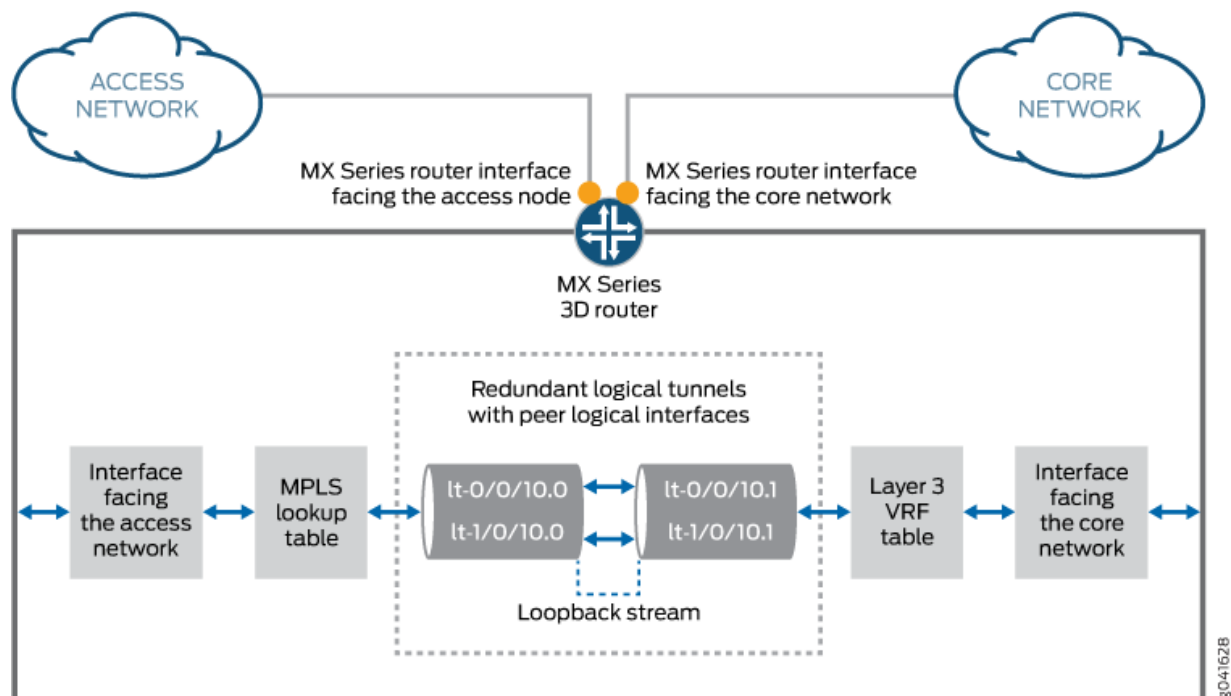 ACCESS
NETWORK
CORE
NETWORK
MX Series router interface
facing the access node
MX Series router interface
facing the core network
MX Series
3D router
Redundant logical tunnels
with peer logical interfaces
Interface
facing
the access
network
MPLS
lookup
table
lt-0/0/10.0
lt-1/0/10.0
lt-0/0/10.1
lt-1/0/10.1
Layer 3
VRF
table
Interface
facing
the core
network
Loopback stream
g041628